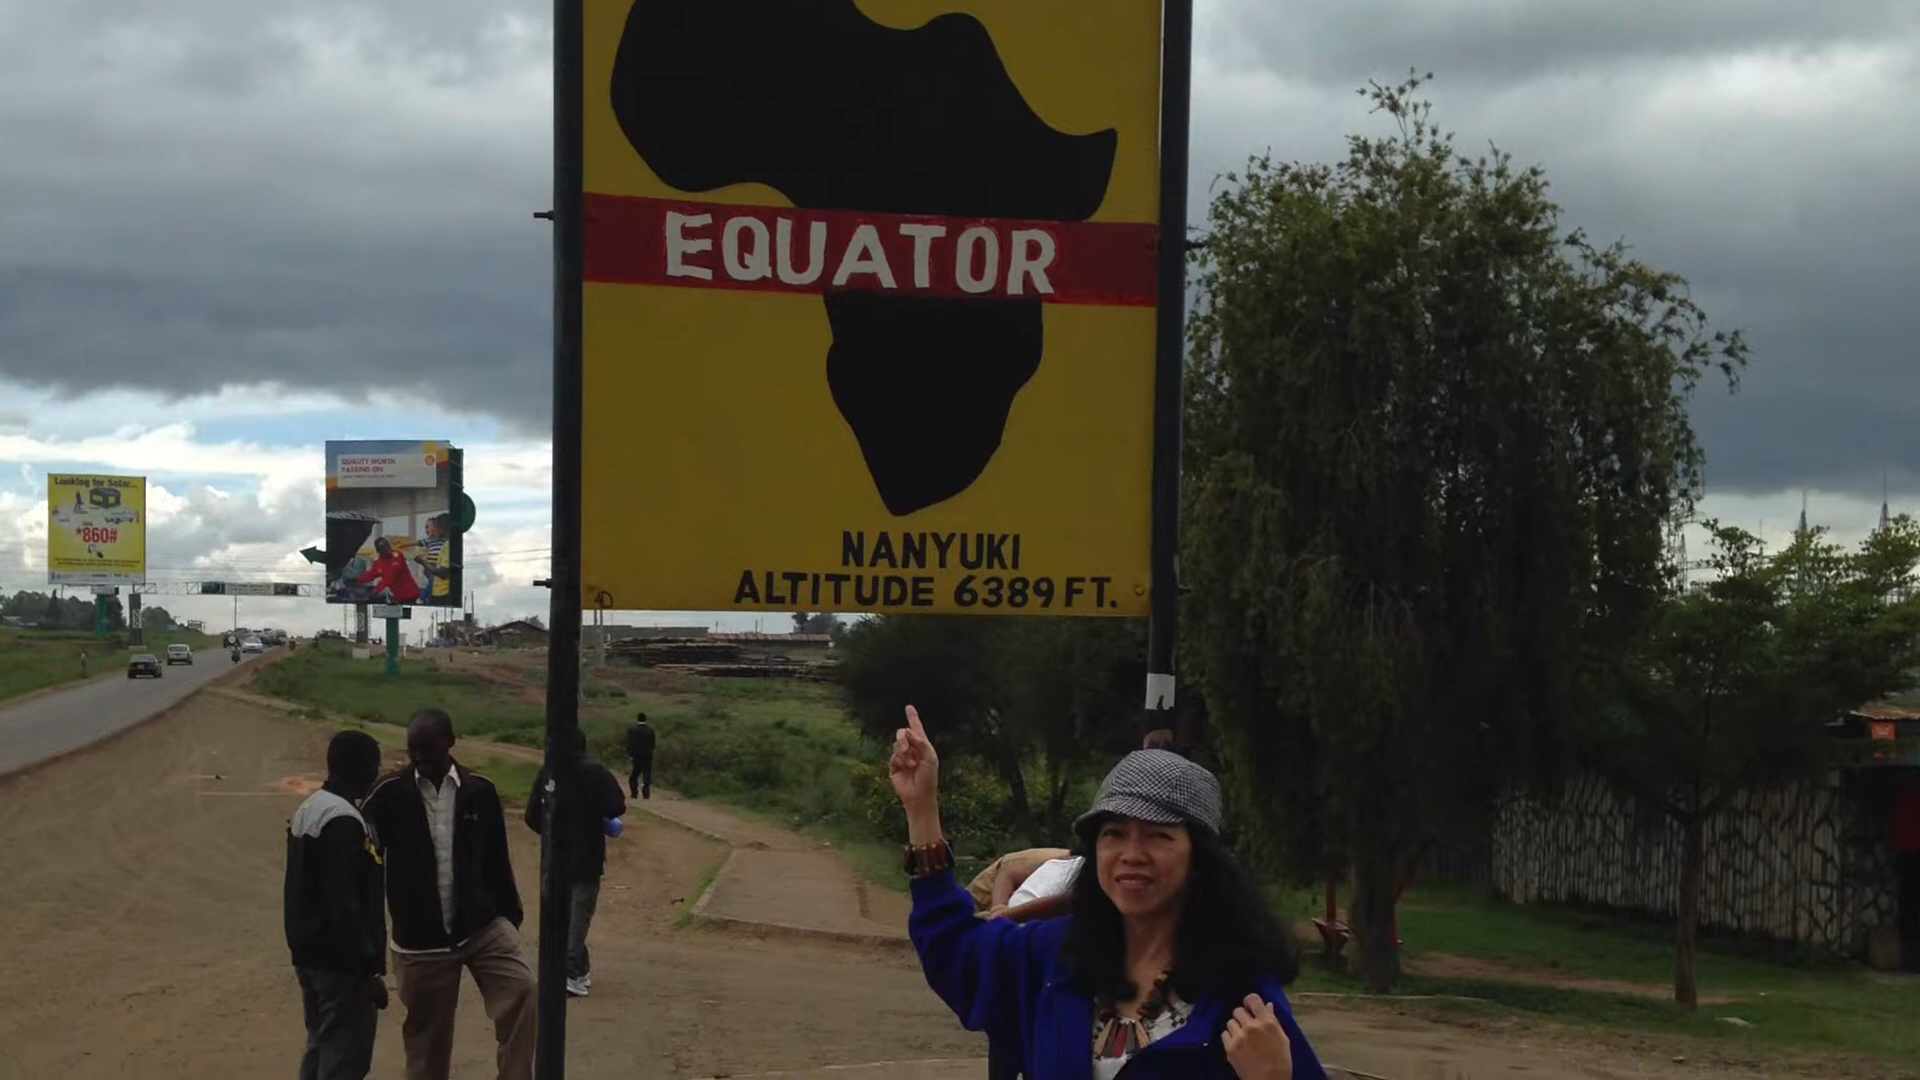 EQUATOR
NANYUKI
ALTITUDE 6389 FT.
Looking for Solar...
*860#
QUALITY WORTH
PASSING ON